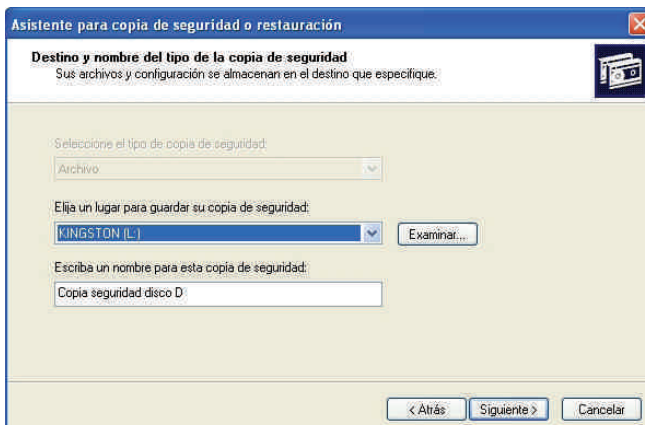 Asistente para copia de seguridad o restauración
Destino y nombre del tipo de la copia de seguridad
Sus archivos y configuración se almacenan en el destino que especifique.
Seleccione el tipo de copia de seguridad:
Archivo
Elija un lugar para guardar su copia de seguridad:
KINGSTON (L:)
Examinar...
Escriba un nombre para esta copia de seguridad:
Copia seguridad disco D
< Atrás Siguiente > Cancelar